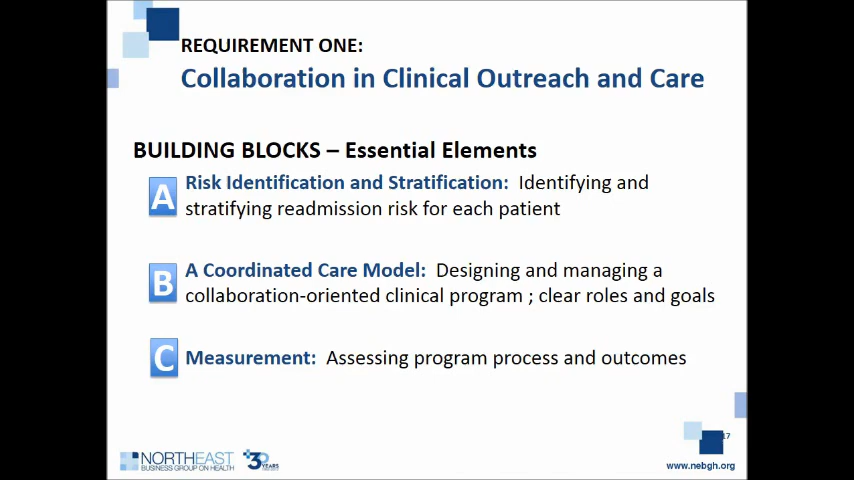 REQUIREMENT ONE:
Collaboration in Clinical Outreach and Care
BUILDING BLOCKS – Essential Elements
A Risk Identification and Stratification: Identifying and
stratifying readmission risk for each patient
B A Coordinated Care Model: Designing and managing a
collaboration-oriented clinical program ; clear roles and goals
C Measurement: Assessing program process and outcomes
17
NORTHEAST
BUSINESS GROUP ON HEALTH
30
YEARS
www.nebgh.org